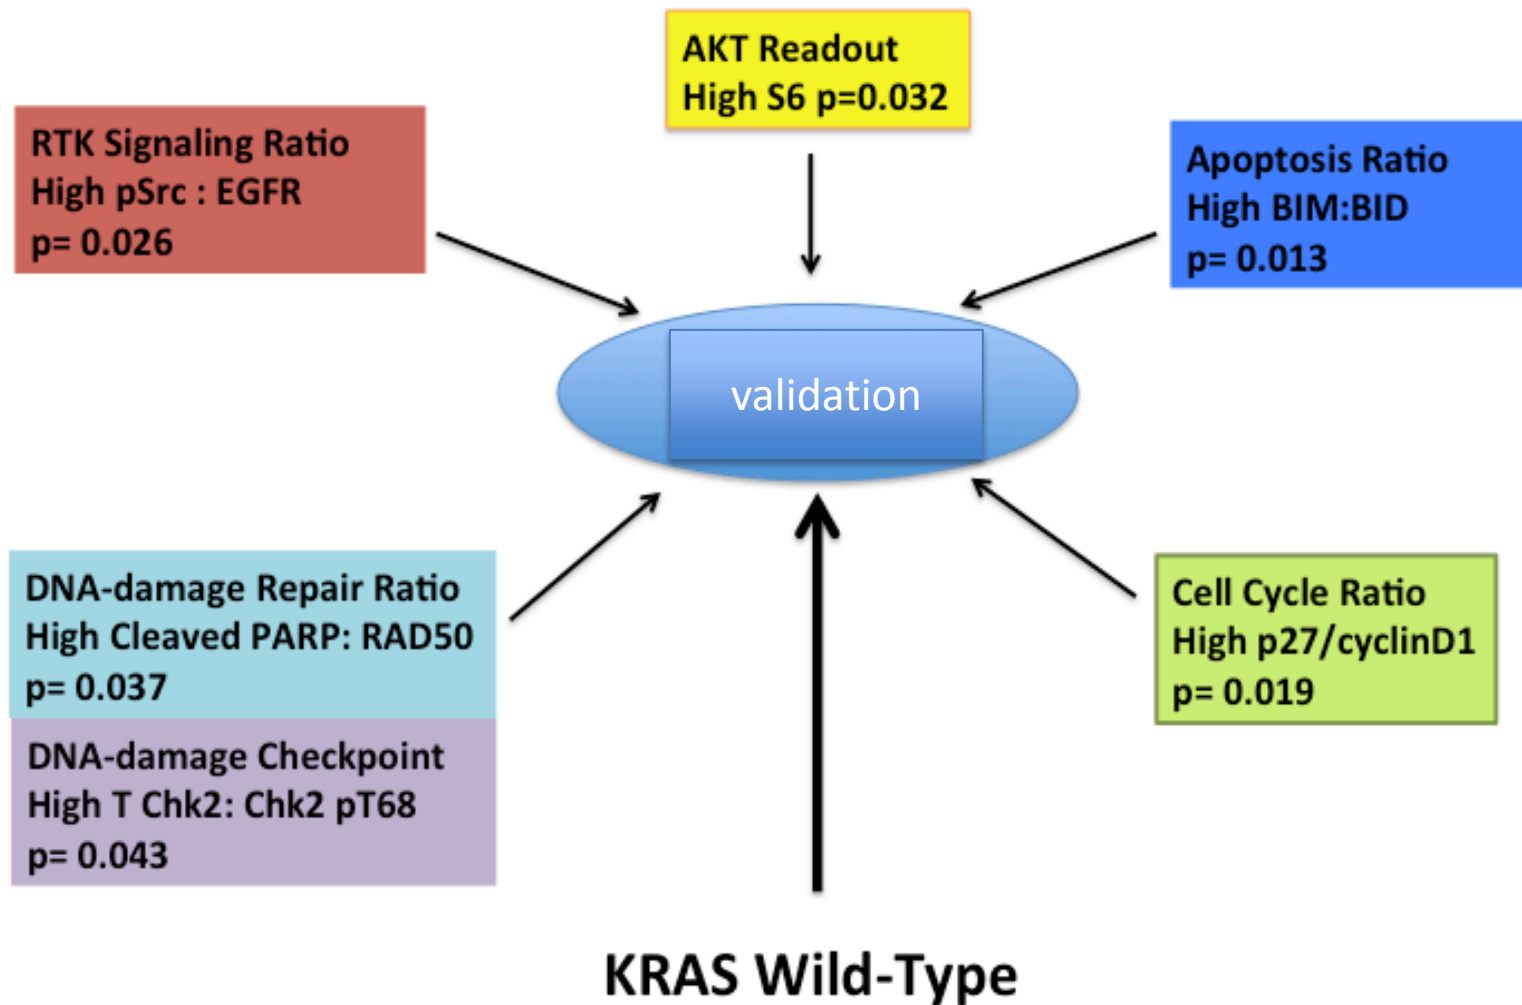 AKT Readout
High S6 p=0.032
RTK Signaling Ratio
High pSrc : EGFR
p= 0.026
Apoptosis Ratio
High BIM:BID
p= 0.013
validation
DNA-damage Repair Ratio
High Cleaved PARP: RAD50
p= 0.037
DNA-damage Checkpoint
High T Chk2: Chk2 pT68
p= 0.043
Cell Cycle Ratio
High p27/cyclinD1
p= 0.019
KRAS Wild-Type